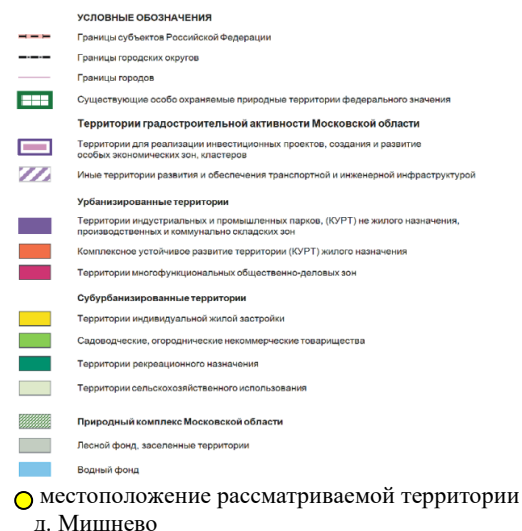 УСЛОВНЫЕ ОБОЗНАЧЕНИЯ
Границы субъектов Российской Федерации
Границы городских округов
Границы городов
Существующие особо охраняемые природные территории федерального значения
Территории градостроительной активности Московской области
Территории для реализации инвестиционных проектов, создания и развитие
особых экономических зон, кластеров
Иные территории развития и обеспечения транспортной и инженерной инфраструктурой
Урбанизированные территории
Территории индустриальных и промышленных парков, (КУРТ) не жилого назначения,
производственных и коммунально складских зон
Комплексное устойчивое развитие территории (КУРТ) жилого назначения
Территории многофункциональных общественно-деловых зон
Субурбанизированные территории
Территории индивидуальной жилой застройки
Садоводческие, огороднические некоммерческие товарищества
Территории рекреационного назначения
Территории сельскохозяйственного использования
Природный комплекс Московской области
Лесной фонд, заселенные территории
Водный фонд
местоположение рассматриваемой территории
д. Мишнево